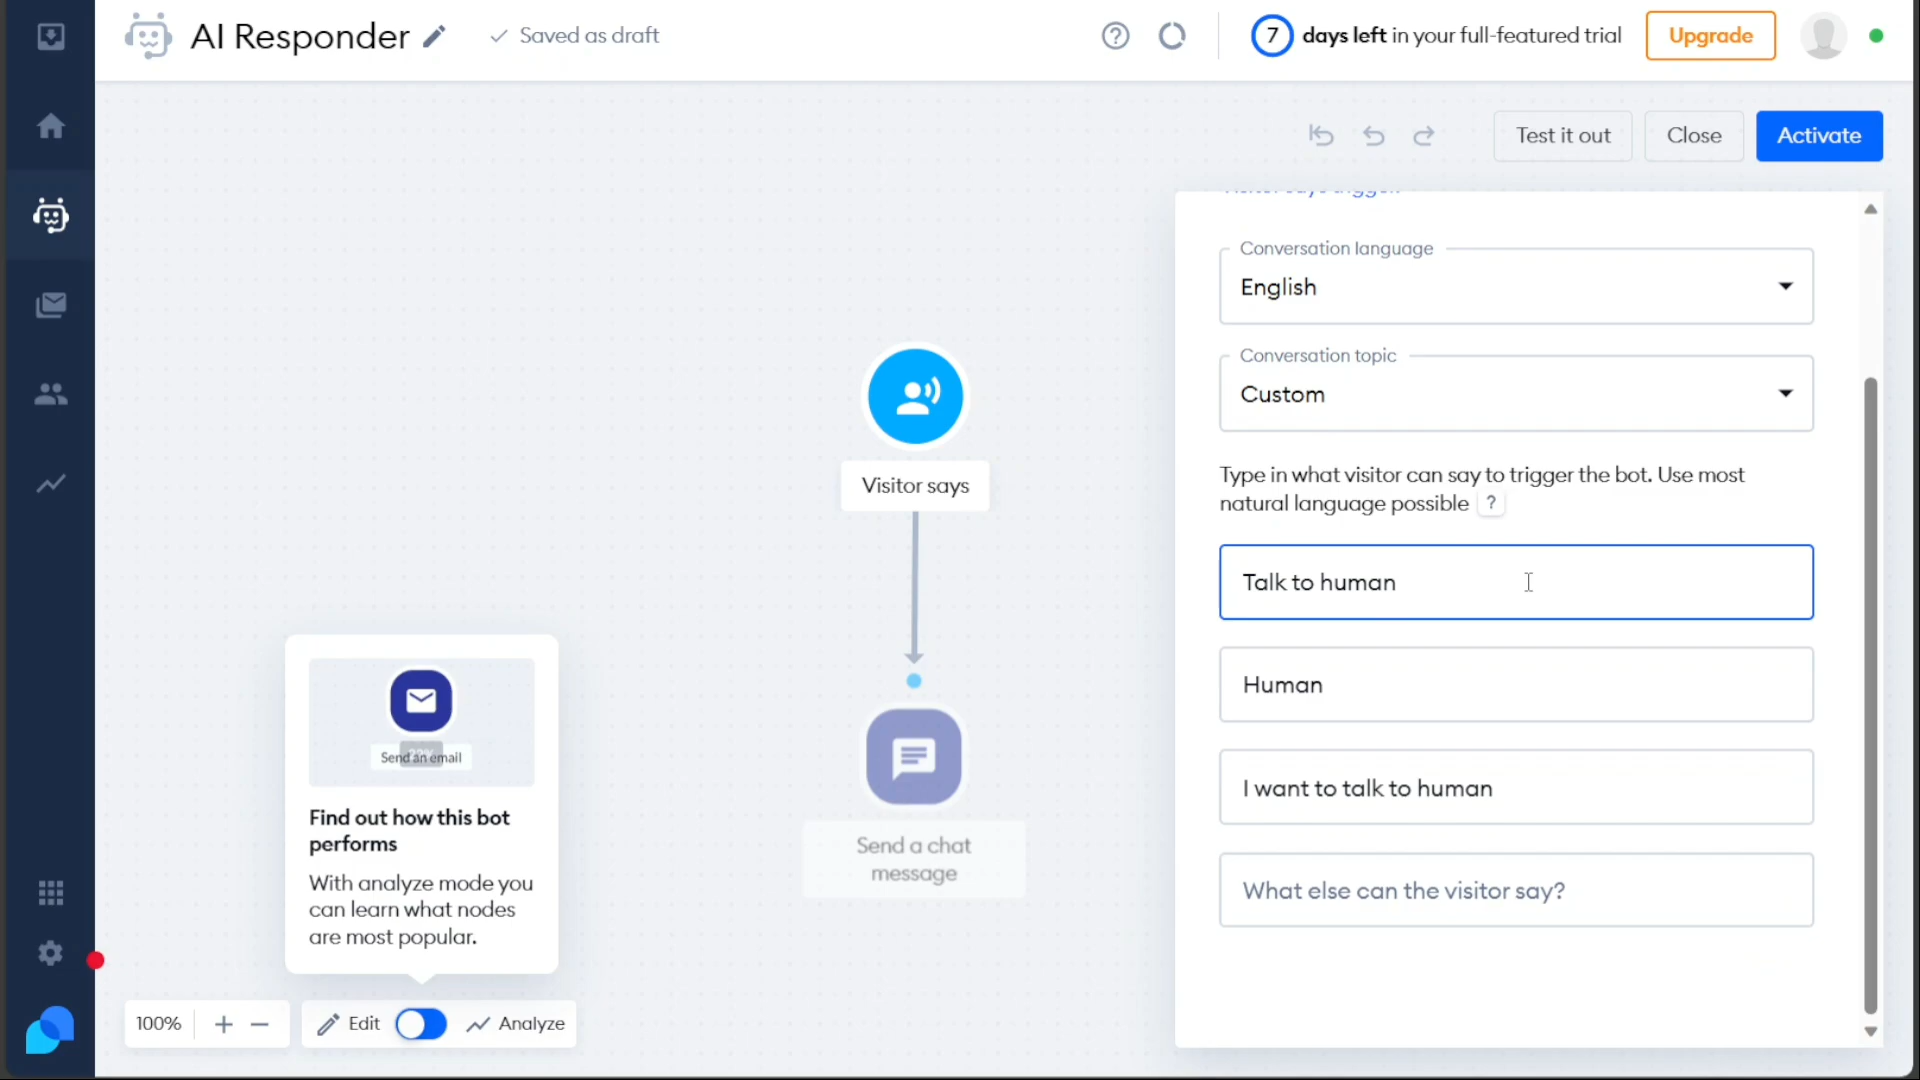 AI Responder
Saved as draft
7 days left in your full-featured trial
Upgrade
Test it out
Close
Activate
Visitor says trigger.
Conversation language
English
Conversation topic
Custom
Type in what visitor can say to trigger the bot. Use most
natural language possible ?
Talk to human
Human
I want to talk to human
What else can the visitor say?
Visitor says
Send a chat
message
Send an email
Find out how this bot
performs
With analyze mode you
can learn what nodes
are most popular.
100%
Edit
Analyze